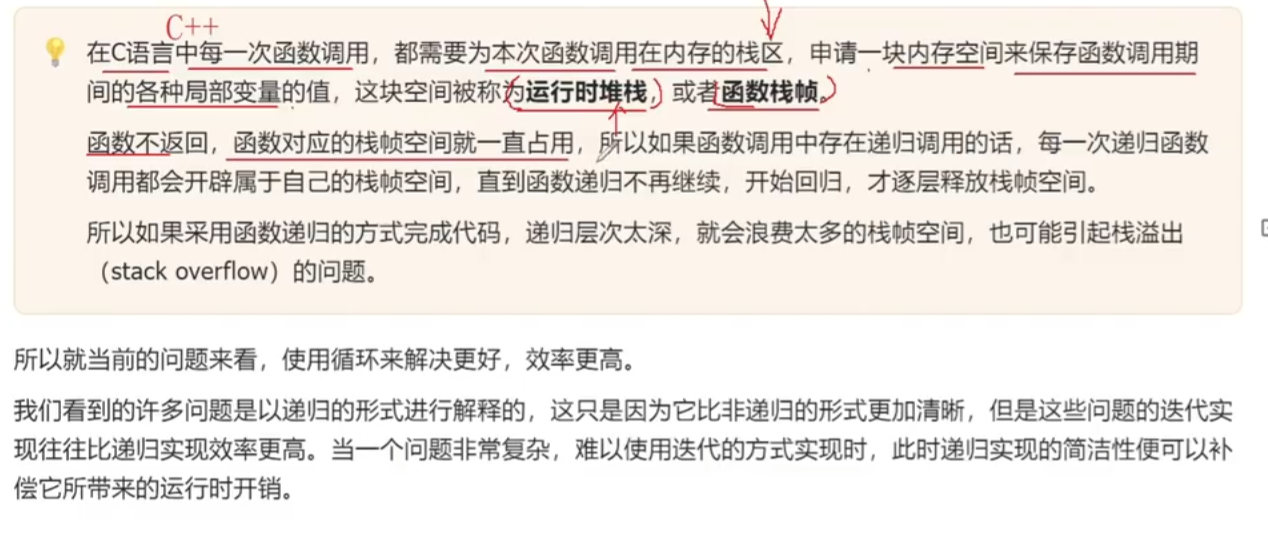 C++
在C语言中每一次函数调用，都需要为本次函数调用在内存的栈区，申请一块内存空间来保存函数调用期
间的各种局部变量的值，这块空间被称为运行时堆栈，或者函数栈帧。
函数不返回，函数对应的栈帧空间就一直占用，所以如果函数调用中存在递归调用的话，每一次递归函数
调用都会开辟属于自己的栈帧空间，直到函数递归不再继续，开始回归，才逐层释放栈帧空间。
所以如果采用函数递归的方式完成代码，递归层次太深，就会浪费太多的栈帧空间，也可能引起栈溢出
（stack overflow）的问题。
所以就当前的问题来看，使用循环来解决更好，效率更高。
我们看到的许多问题是以递归的形式进行解释的，这只是因为它比非递归的形式更加清晰，但是这些问题的迭代实
现往往比递归实现效率更高。当一个问题非常复杂，难以使用迭代的方式实现时，此时递归实现的简洁性便可以补
偿它所带来的运行时开销。